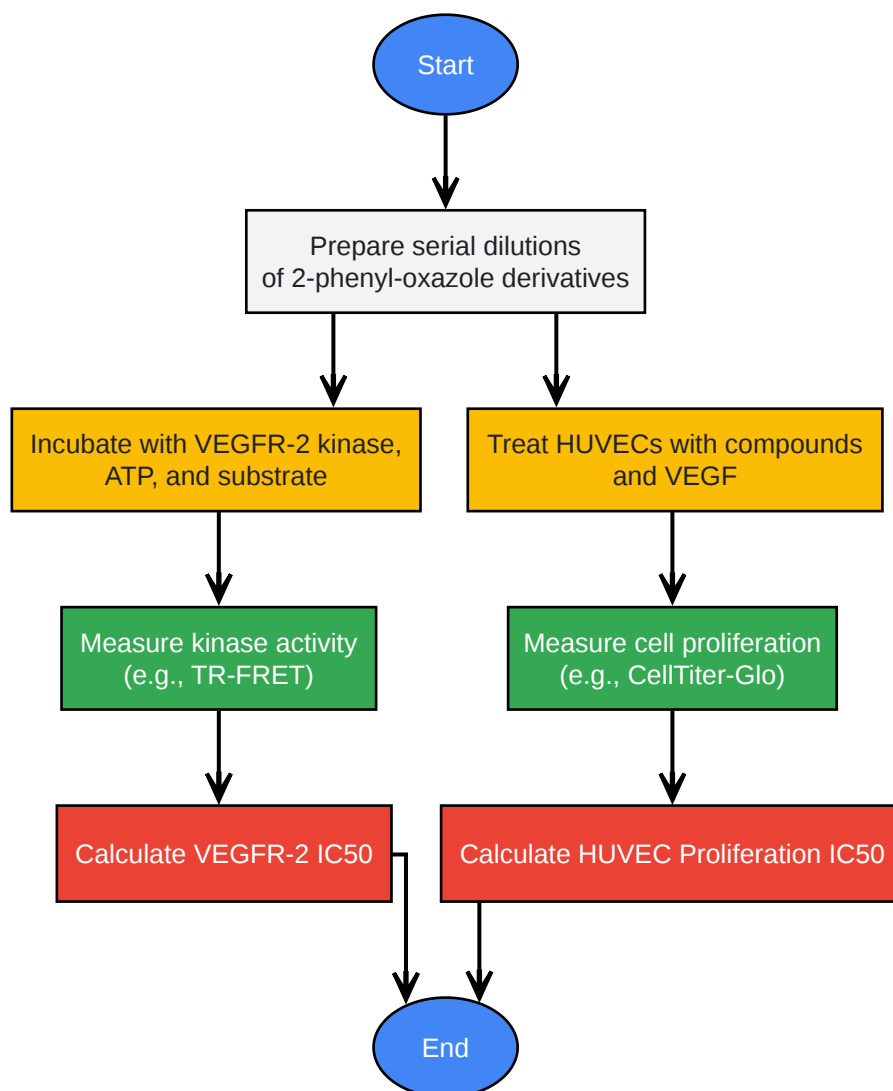 Start
Prepare serial dilutions
of 2-phenyl-oxazole derivatives
Incubate with VEGFR-2 kinase,
ATP, and substrate
Treat HUVECs with compounds
and VEGF
Measure kinase activity
(e.g., TR-FRET)
Measure cell proliferation
(e.g., CellTiter-Glo)
Calculate VEGFR-2 IC50
Calculate HUVEC Proliferation IC50
End